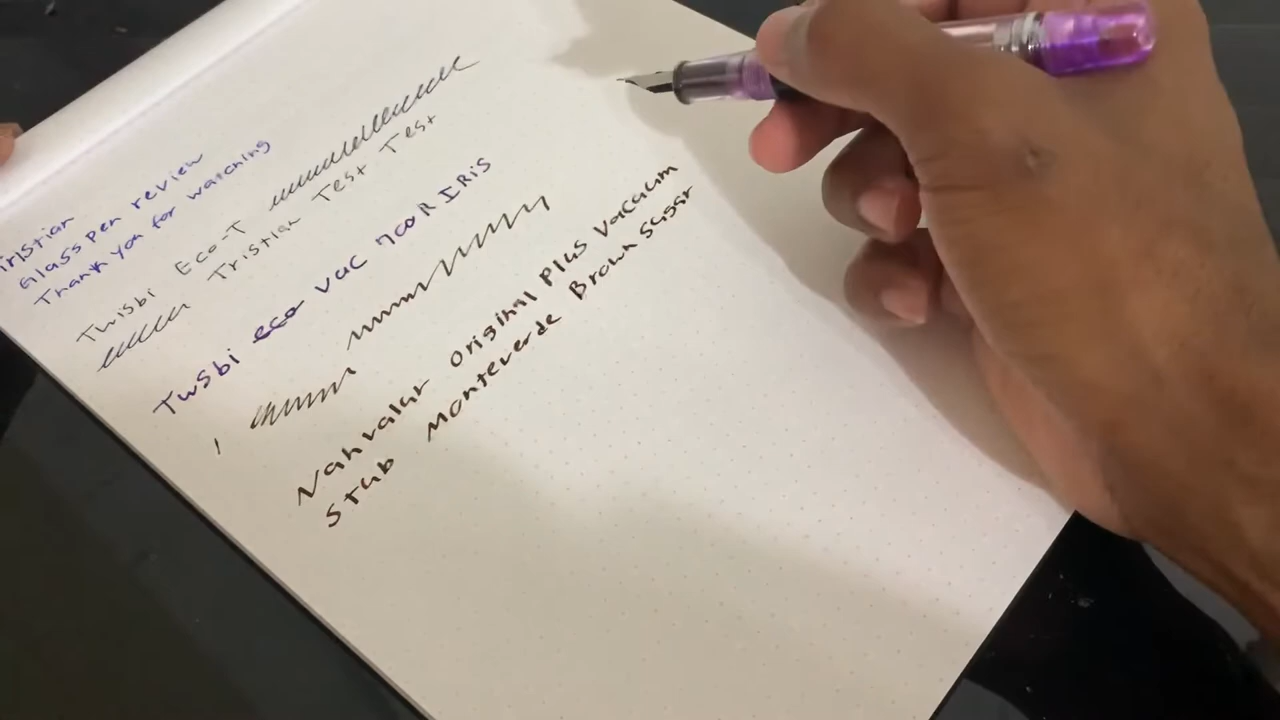 Tristian
Glass pen review
Thank you for watching
Twsbi Eco-T
Tristian Test Test
Twsbi eco vac 700R IRis
Nahvalur original plus vacuum
Stub Monteverde Brown sugar